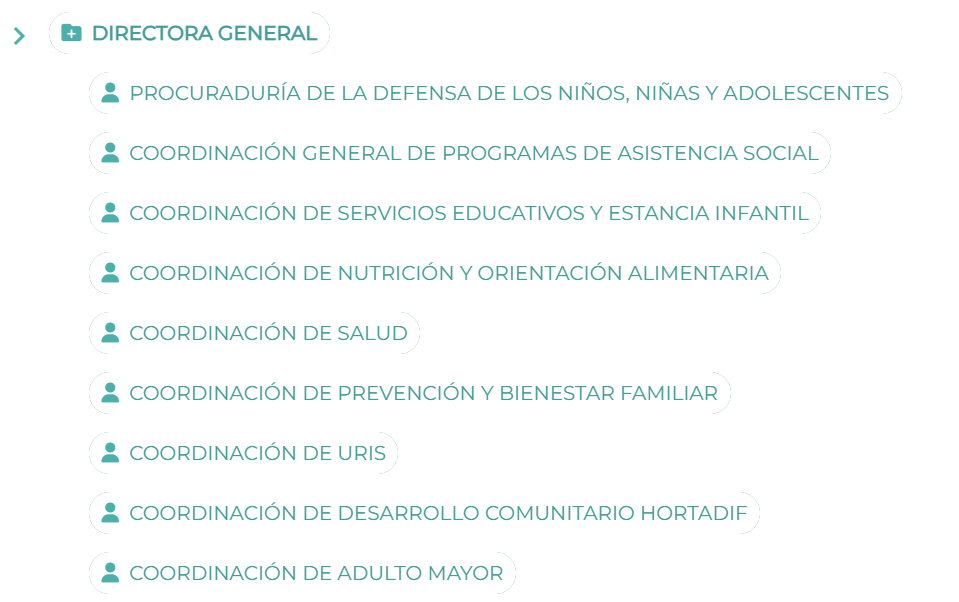 DIRECTORA GENERAL
PROCURADURÍA DE LA DEFENSA DE LOS NIÑOS, NIÑAS Y ADOLESCENTES
COORDINACIÓN GENERAL DE PROGRAMAS DE ASISTENCIA SOCIAL
COORDINACIÓN DE SERVICIOS EDUCATIVOS Y ESTANCIA INFANTIL
COORDINACIÓN DE NUTRICIÓN Y ORIENTACIÓN ALIMENTARIA
COORDINACIÓN DE SALUD
COORDINACIÓN DE PREVENCIÓN Y BIENESTAR FAMILIAR
COORDINACIÓN DE URIS
COORDINACIÓN DE DESARROLLO COMUNITARIO HORTADIF
COORDINACIÓN DE ADULTO MAYOR